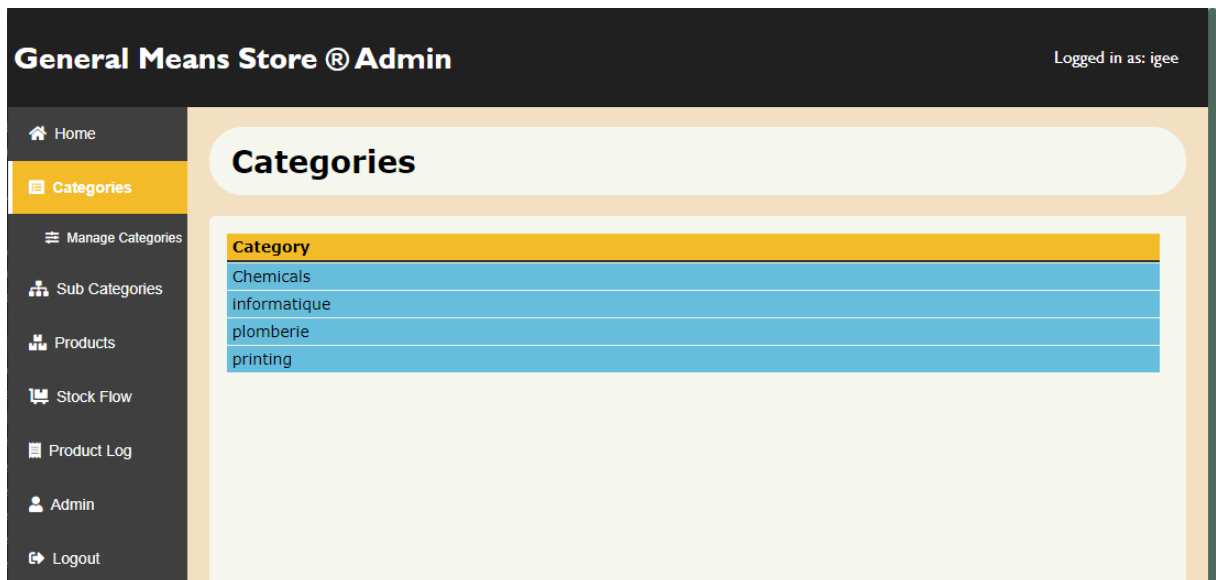 General Means Store ® Admin
Logged in as: igee
Home
Categories
Manage Categories
Sub Categories
Products
Stock Flow
Product Log
Admin
Logout
Categories
Category
Chemicals
informatique
plomberie
printing